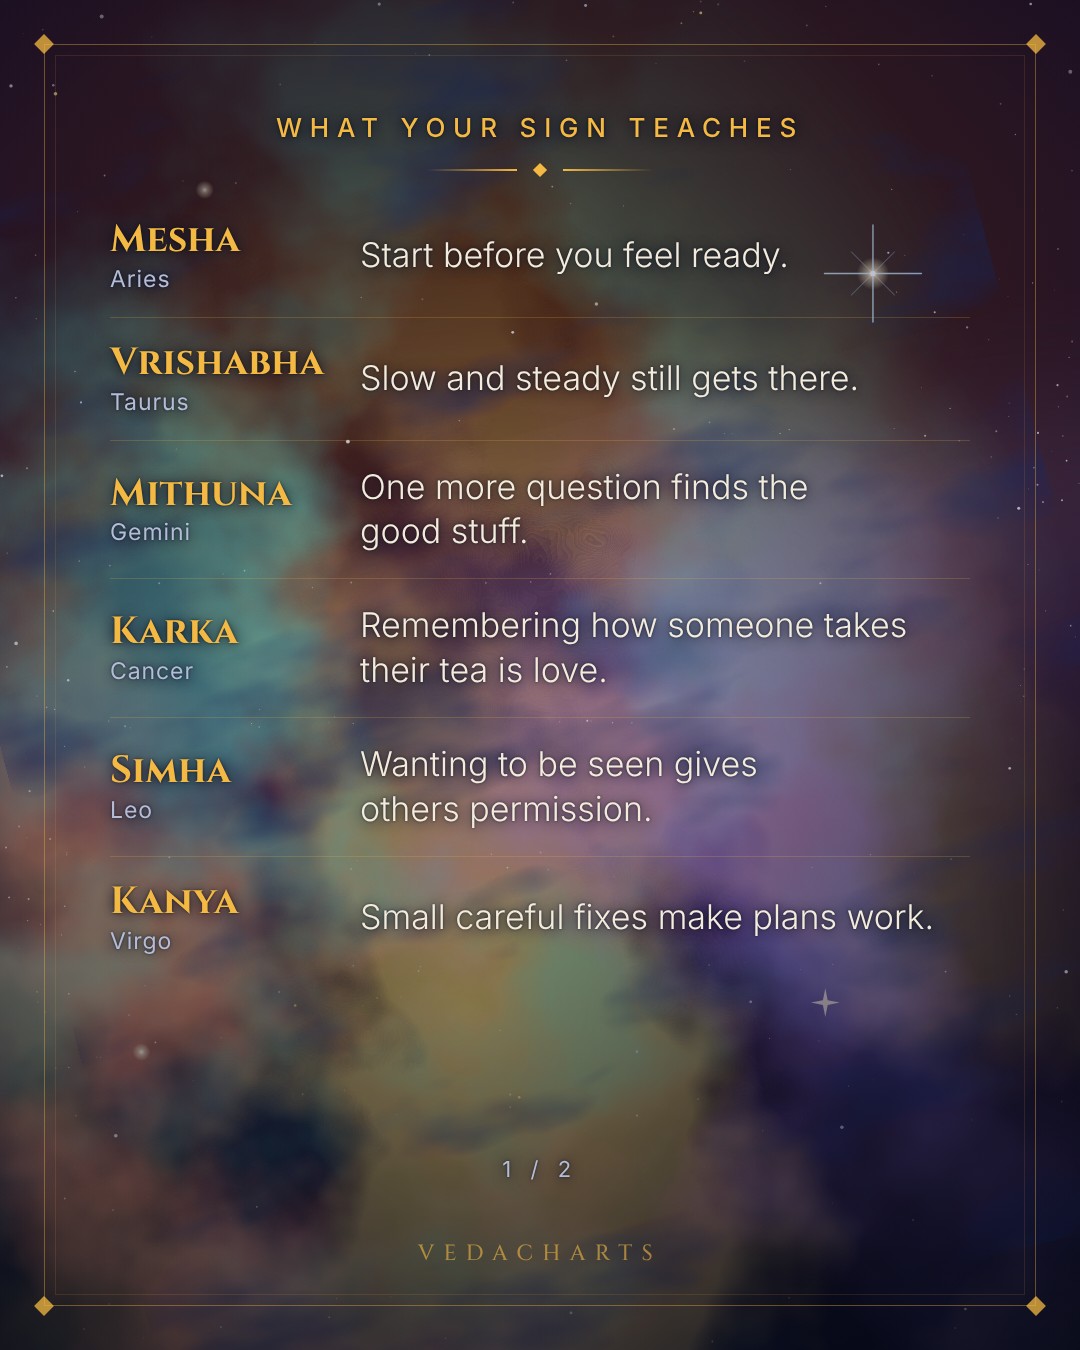 WHAT YOUR SIGN TEACHES
MESHA
Aries
Start before you feel ready.
VRISHABHA
Taurus
Slow and steady still gets there.
MITHUNA
Gemini
One more question finds the
good stuff.
KARKA
Cancer
Remembering how someone takes
their tea is love.
SIMHA
Leo
Wanting to be seen gives
others permission.
KANYA
Virgo
Small careful fixes make plans work.
1 / 2
VEDACHARTS